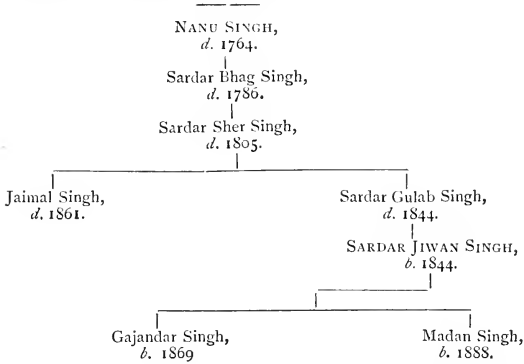 NANU SINGH,
d. 1764.
Sardar Bhag Singh,
d. 1786.
Sardar Sher Singh,
d. 1805.
Jaimal Singh,
d. 1861.
Sardar Gulab Singh,
d. 1844.
SARDAR JIWAN SINGH,
b. 1844.
Gajandar Singh,
b. 1869
Madan Singh,
b. 1888.